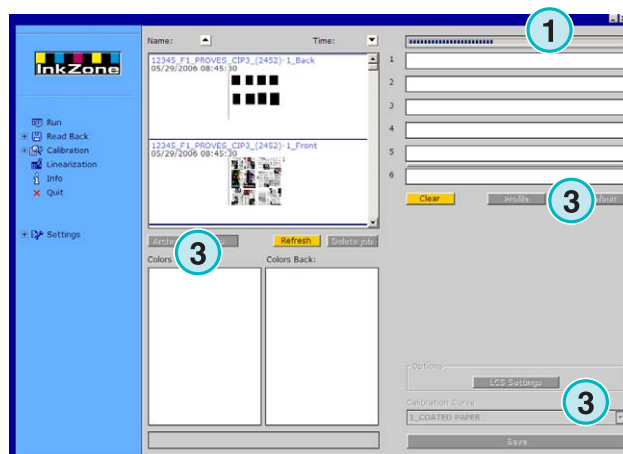 1
InkZone
Name:
Time:
12345_F1_PROVES_CIP3_(2452)-1_Back
05/29/2006 08:45:30
12345_F1_PROVES_CIP3_(2452)-1_Front
05/29/2006 08:45:30
1
2
3
4
5
6
Run
Read Back
Calibration
Linearization
Info
Quit
Settings
Clear
Profile
3
3
Refresh
Delete job
Colors
Colors Back:
Options
LCS Settings
Calibration Curve
1_COATED PAPER
3
Save